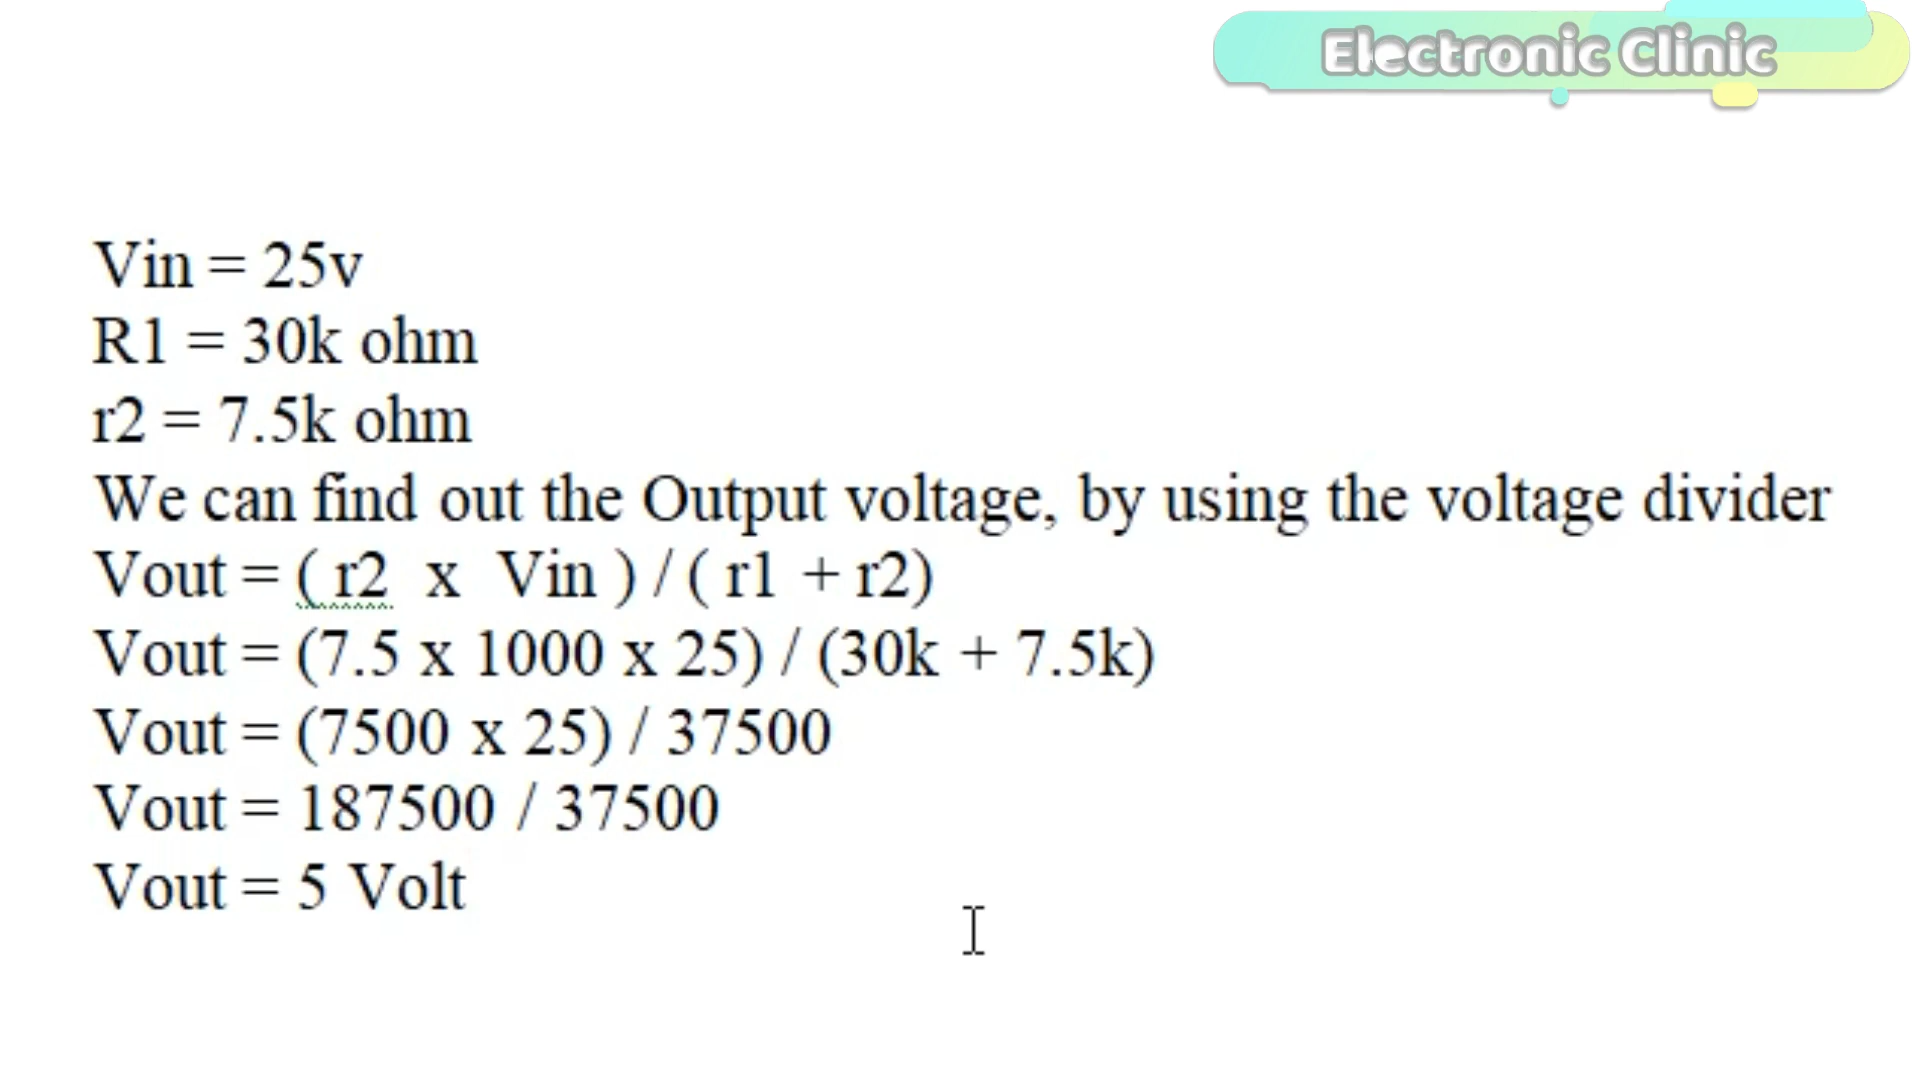 Electronic Clinic
Vin = 25v
R1 = 30k ohm
r2 = 7.5k ohm
We can find out the Output voltage, by using the voltage divider
Vout = ( r2 x Vin ) / ( r1 + r2)
Vout = (7.5 x 1000 x 25) / (30k + 7.5k)
Vout = (7500 x 25) / 37500
Vout = 187500 / 37500
Vout = 5 Volt